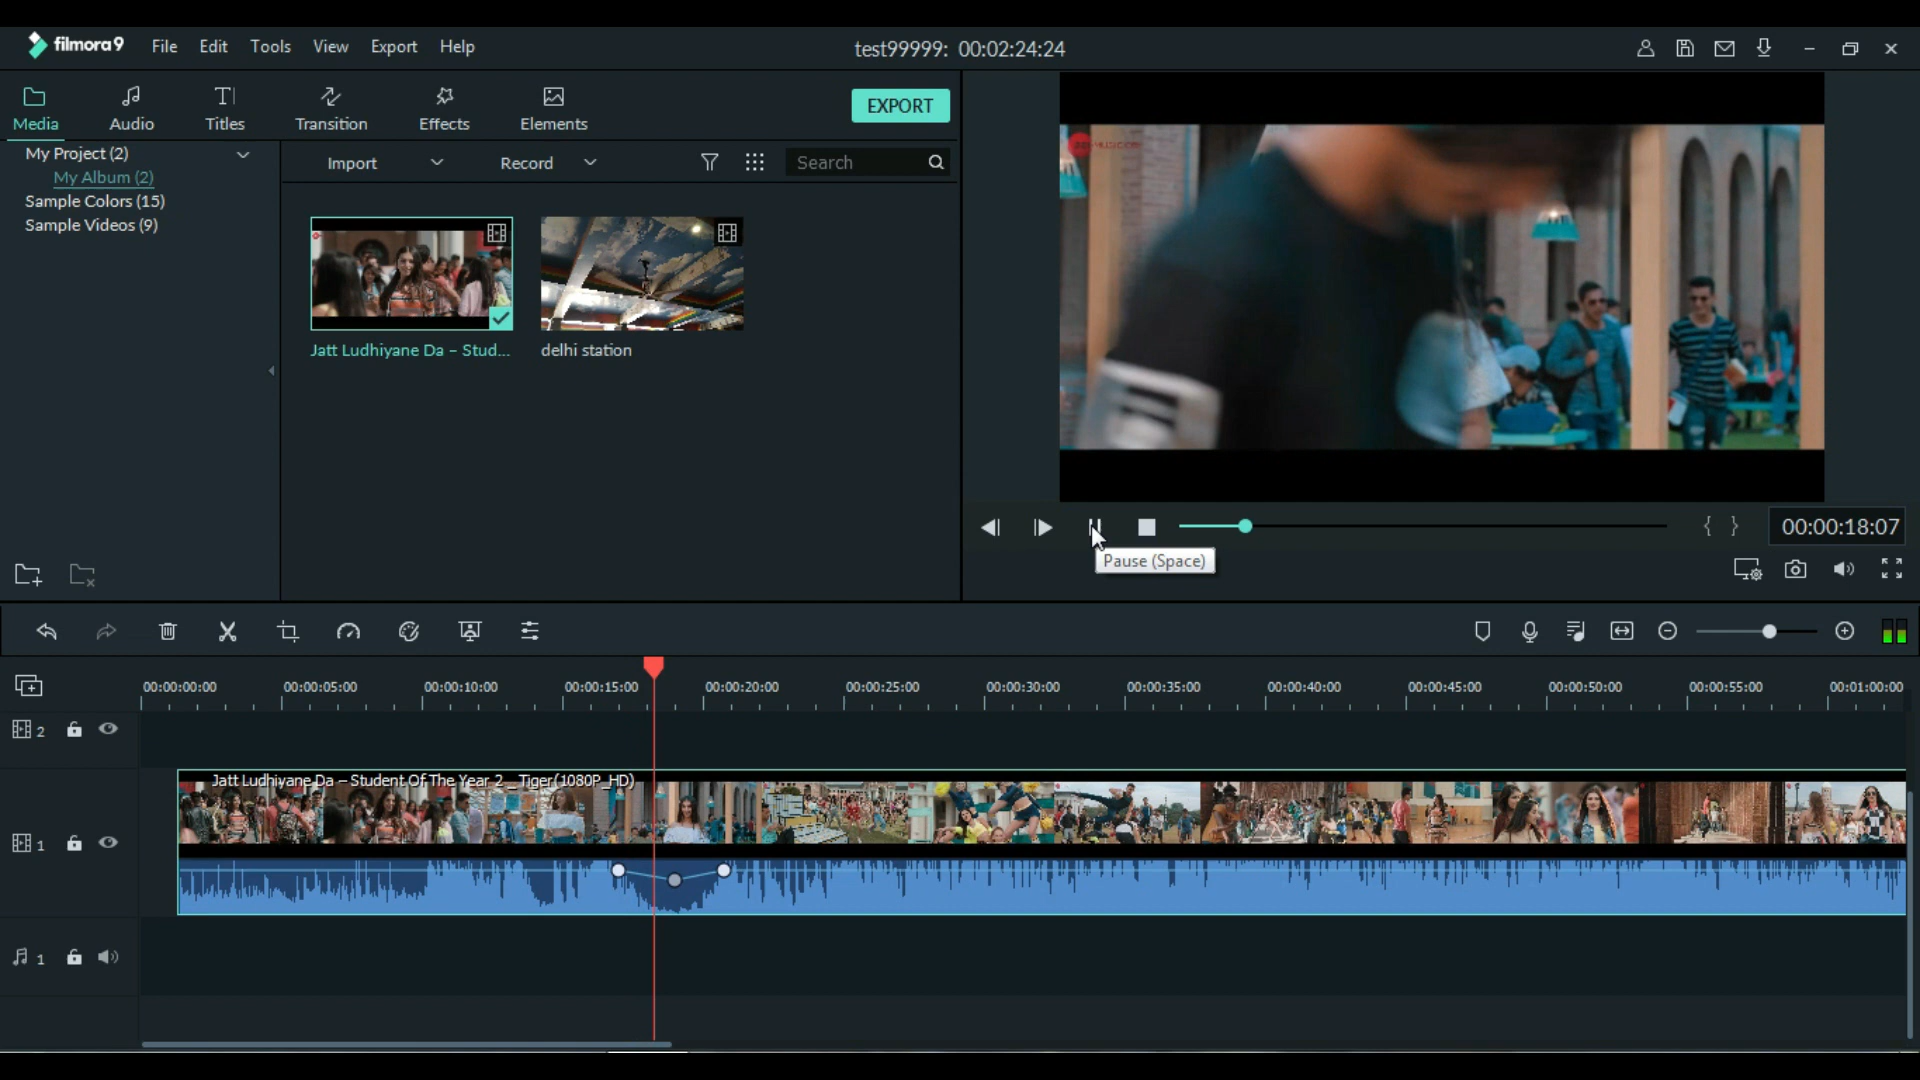 filmora9 File Edit Tools View Export Help test99999: 00:02:24:24
Media Audio Titles Transition Effects Elements EXPORT
My Project (2)
My Album (2)
Sample Colors (15)
Sample Videos (9)
Import Record Search
Jatt Ludhiyane Da – Stud... delhi station
00:00:18:07
Pause (Space)
00:00:00:00 00:00:05:00 00:00:10:00 00:00:15:00 00:00:20:00 00:00:25:00 00:00:30:00 00:00:35:00 00:00:40:00 00:00:45:00 00:00:50:00 00:00:55:00 00:01:00:00
2
Jatt Ludhiyane Da – Student Of The Year 2 _ Tiger(1080P_HD)
1
1